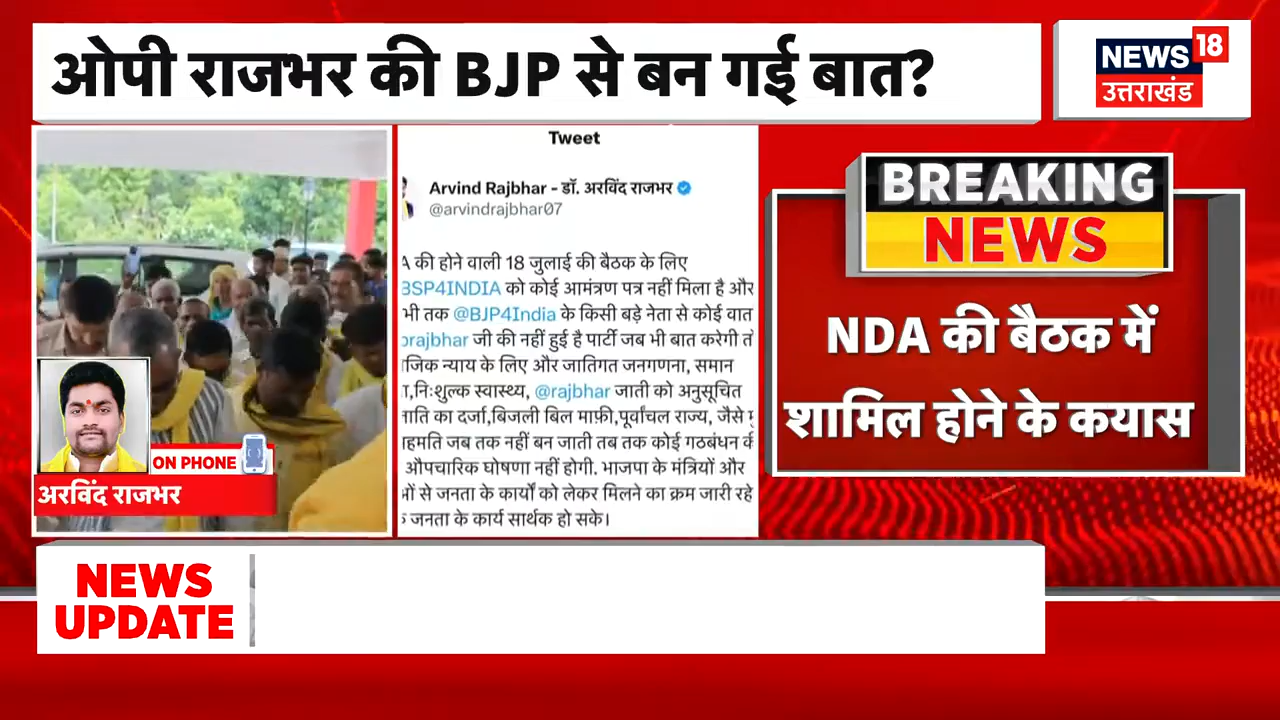 ओपी राजभर की BJP से बन गई बात?
NEWS 18
उत्तराखंड
Tweet
Arvind Rajbhar - डॉ. अरविंद राजभर
@arvindrajbhar07
की होने वाली 18 जुलाई की बैठक के लिए
BSP4INDIA को कोई आमंत्रण पत्र नहीं मिला है और
भी तक @BJP4India के किसी बड़े नेता से कोई वात
prajbhar जी की नहीं हुई है पार्टी जब भी बात करेगी
जिक न्याय के लिए और जातिगत जनगणना, समान
,निःशुल्क स्वास्थ्य, @rajbhar जाती को अनुसूचित
का दर्जा,बिजली बिल माफ़ी,पूर्वांचल राज्य, जैसे
हमति जब तक नहीं बन जाती तब तक कोई गठबंधन
औपचारिक घोषणा नहीं होगी. भाजपा के मंत्रियों और
ओं से जनता के कार्यों को लेकर मिलने का क्रम जारी रहे
जनता के कार्य सार्थक हो सके।
BREAKING
NEWS
NDA की बैठक में
शामिल होने के कयास
ON PHONE
अरविंद राजभर
NEWS
UPDATE